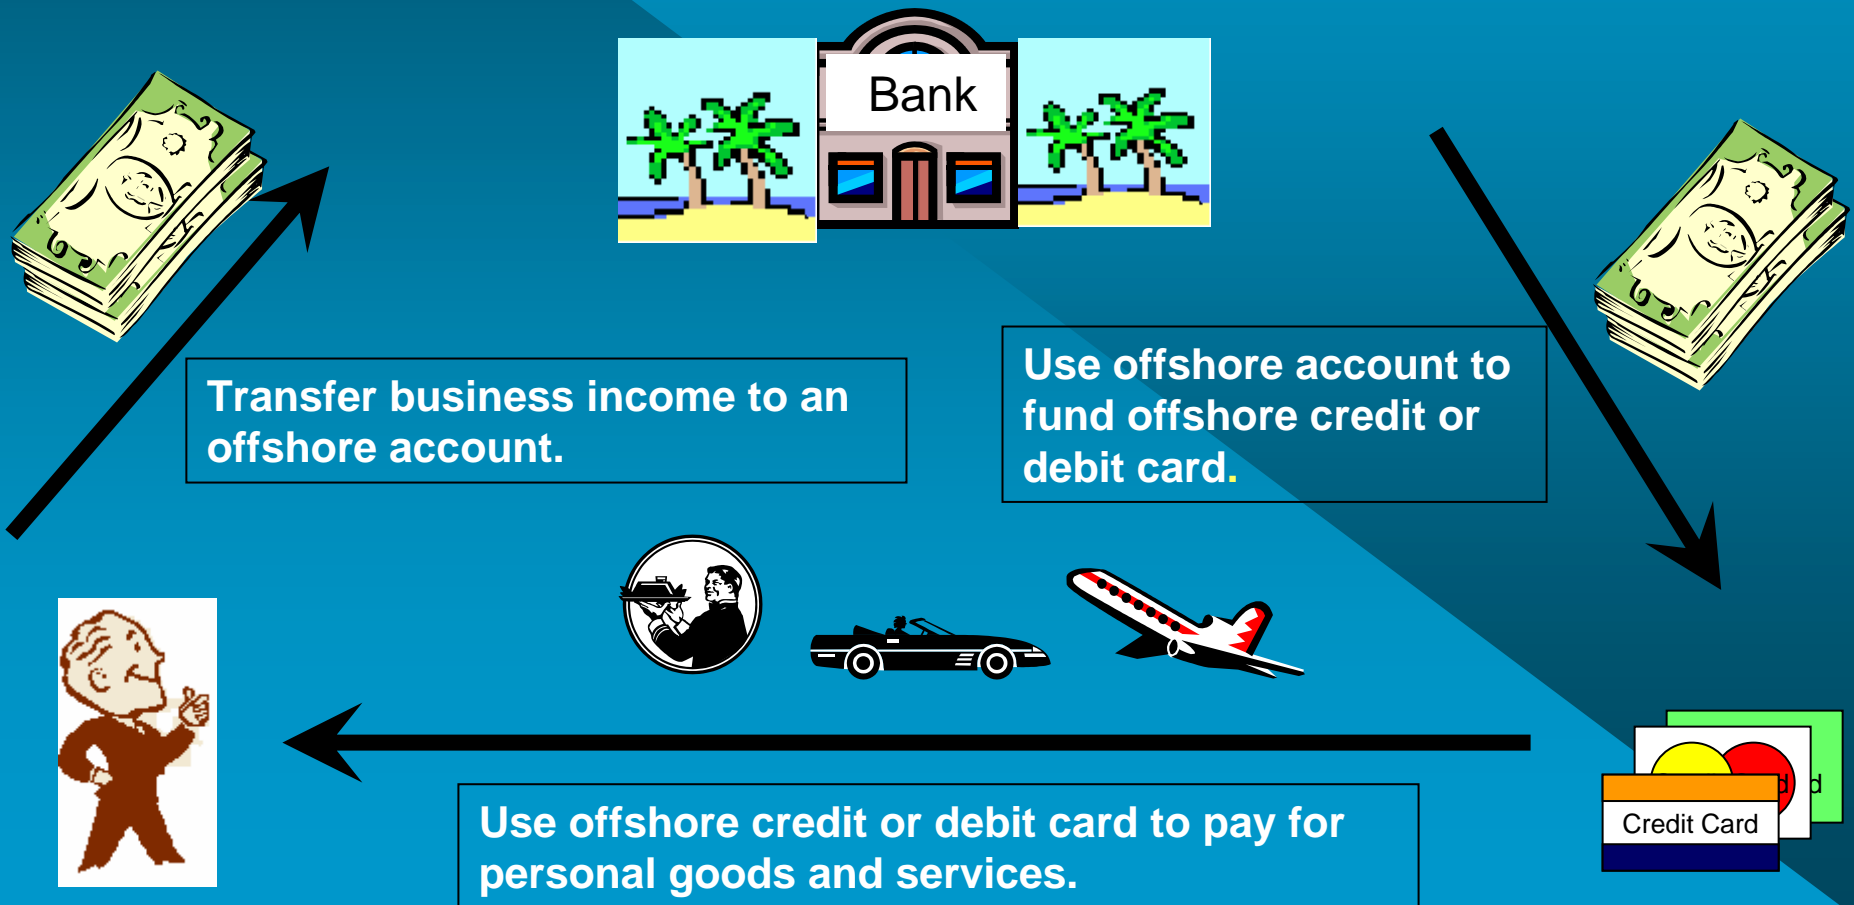 Bank
Transfer business income to an
offshore account.
Use offshore account to
fund offshore credit or
debit card.
Use offshore credit or debit card to pay for
personal goods and services.
Credit Card